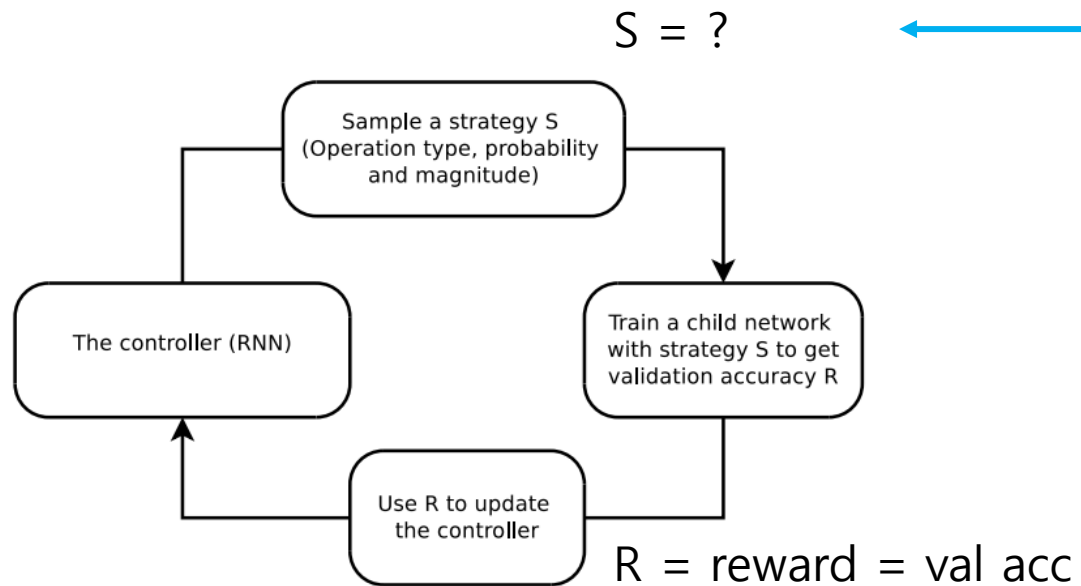 S = ?
Sample a strategy S
(Operation type, probability
and magnitude)
The controller (RNN)
Train a child network
with strategy S to get
validation accuracy R
Use R to update
the controller
R = reward = val acc